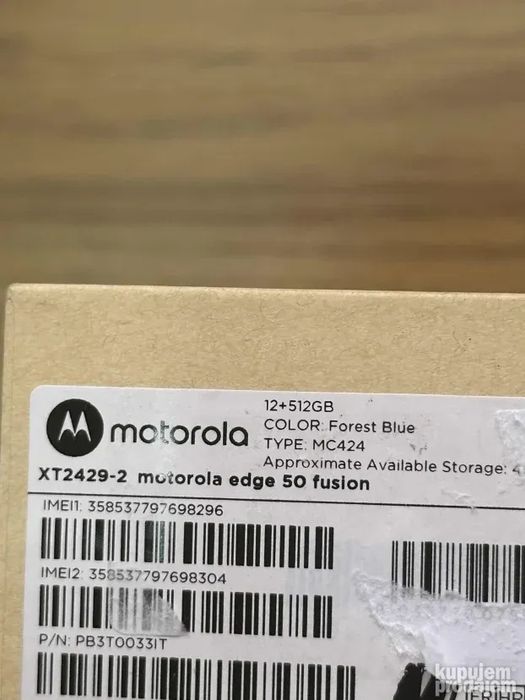 12+512GB
motorola
COLOR: Forest Blue
TYPE: MC424
Approximate Available Storage: 4
XT2429-2 motorola edge 50 fusion
IMEI1: 358537797698296
IMEI2: 358537797698304
P/N: PB3T0033IT
kupujem
prodajem